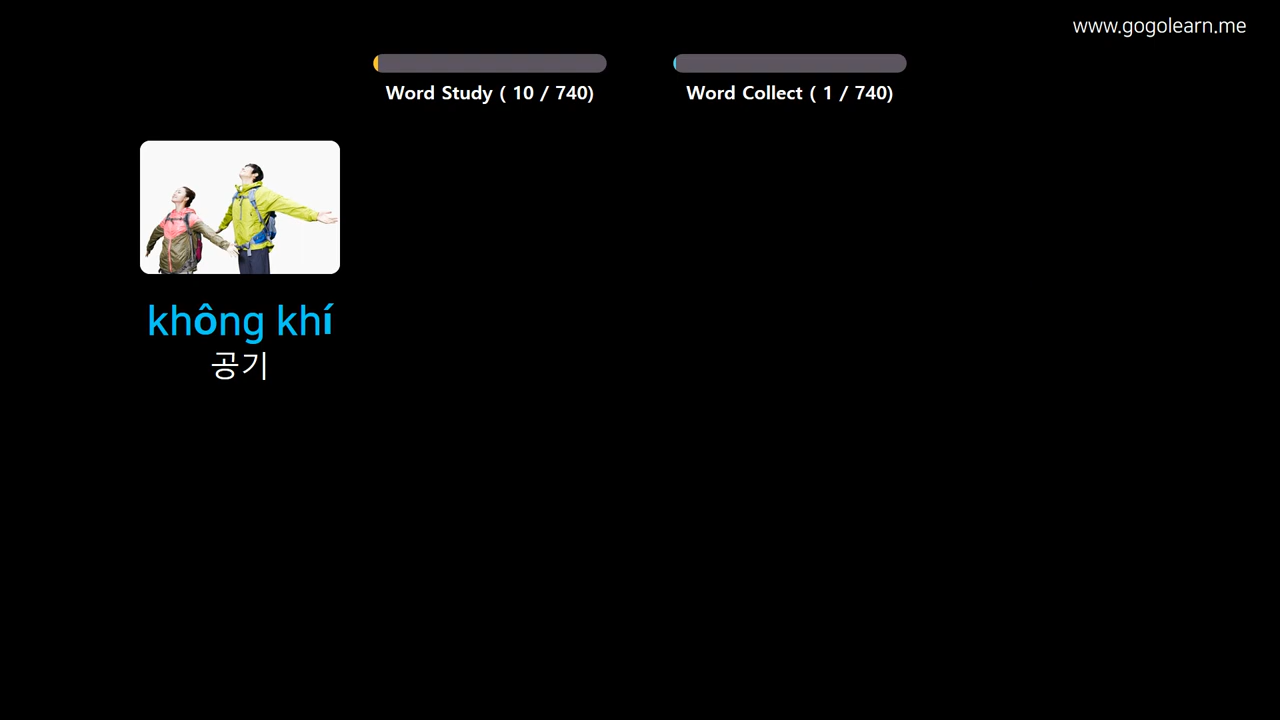 www.gogolearn.me
Word Study ( 10 / 740)
Word Collect ( 1 / 740)
không khí
공기